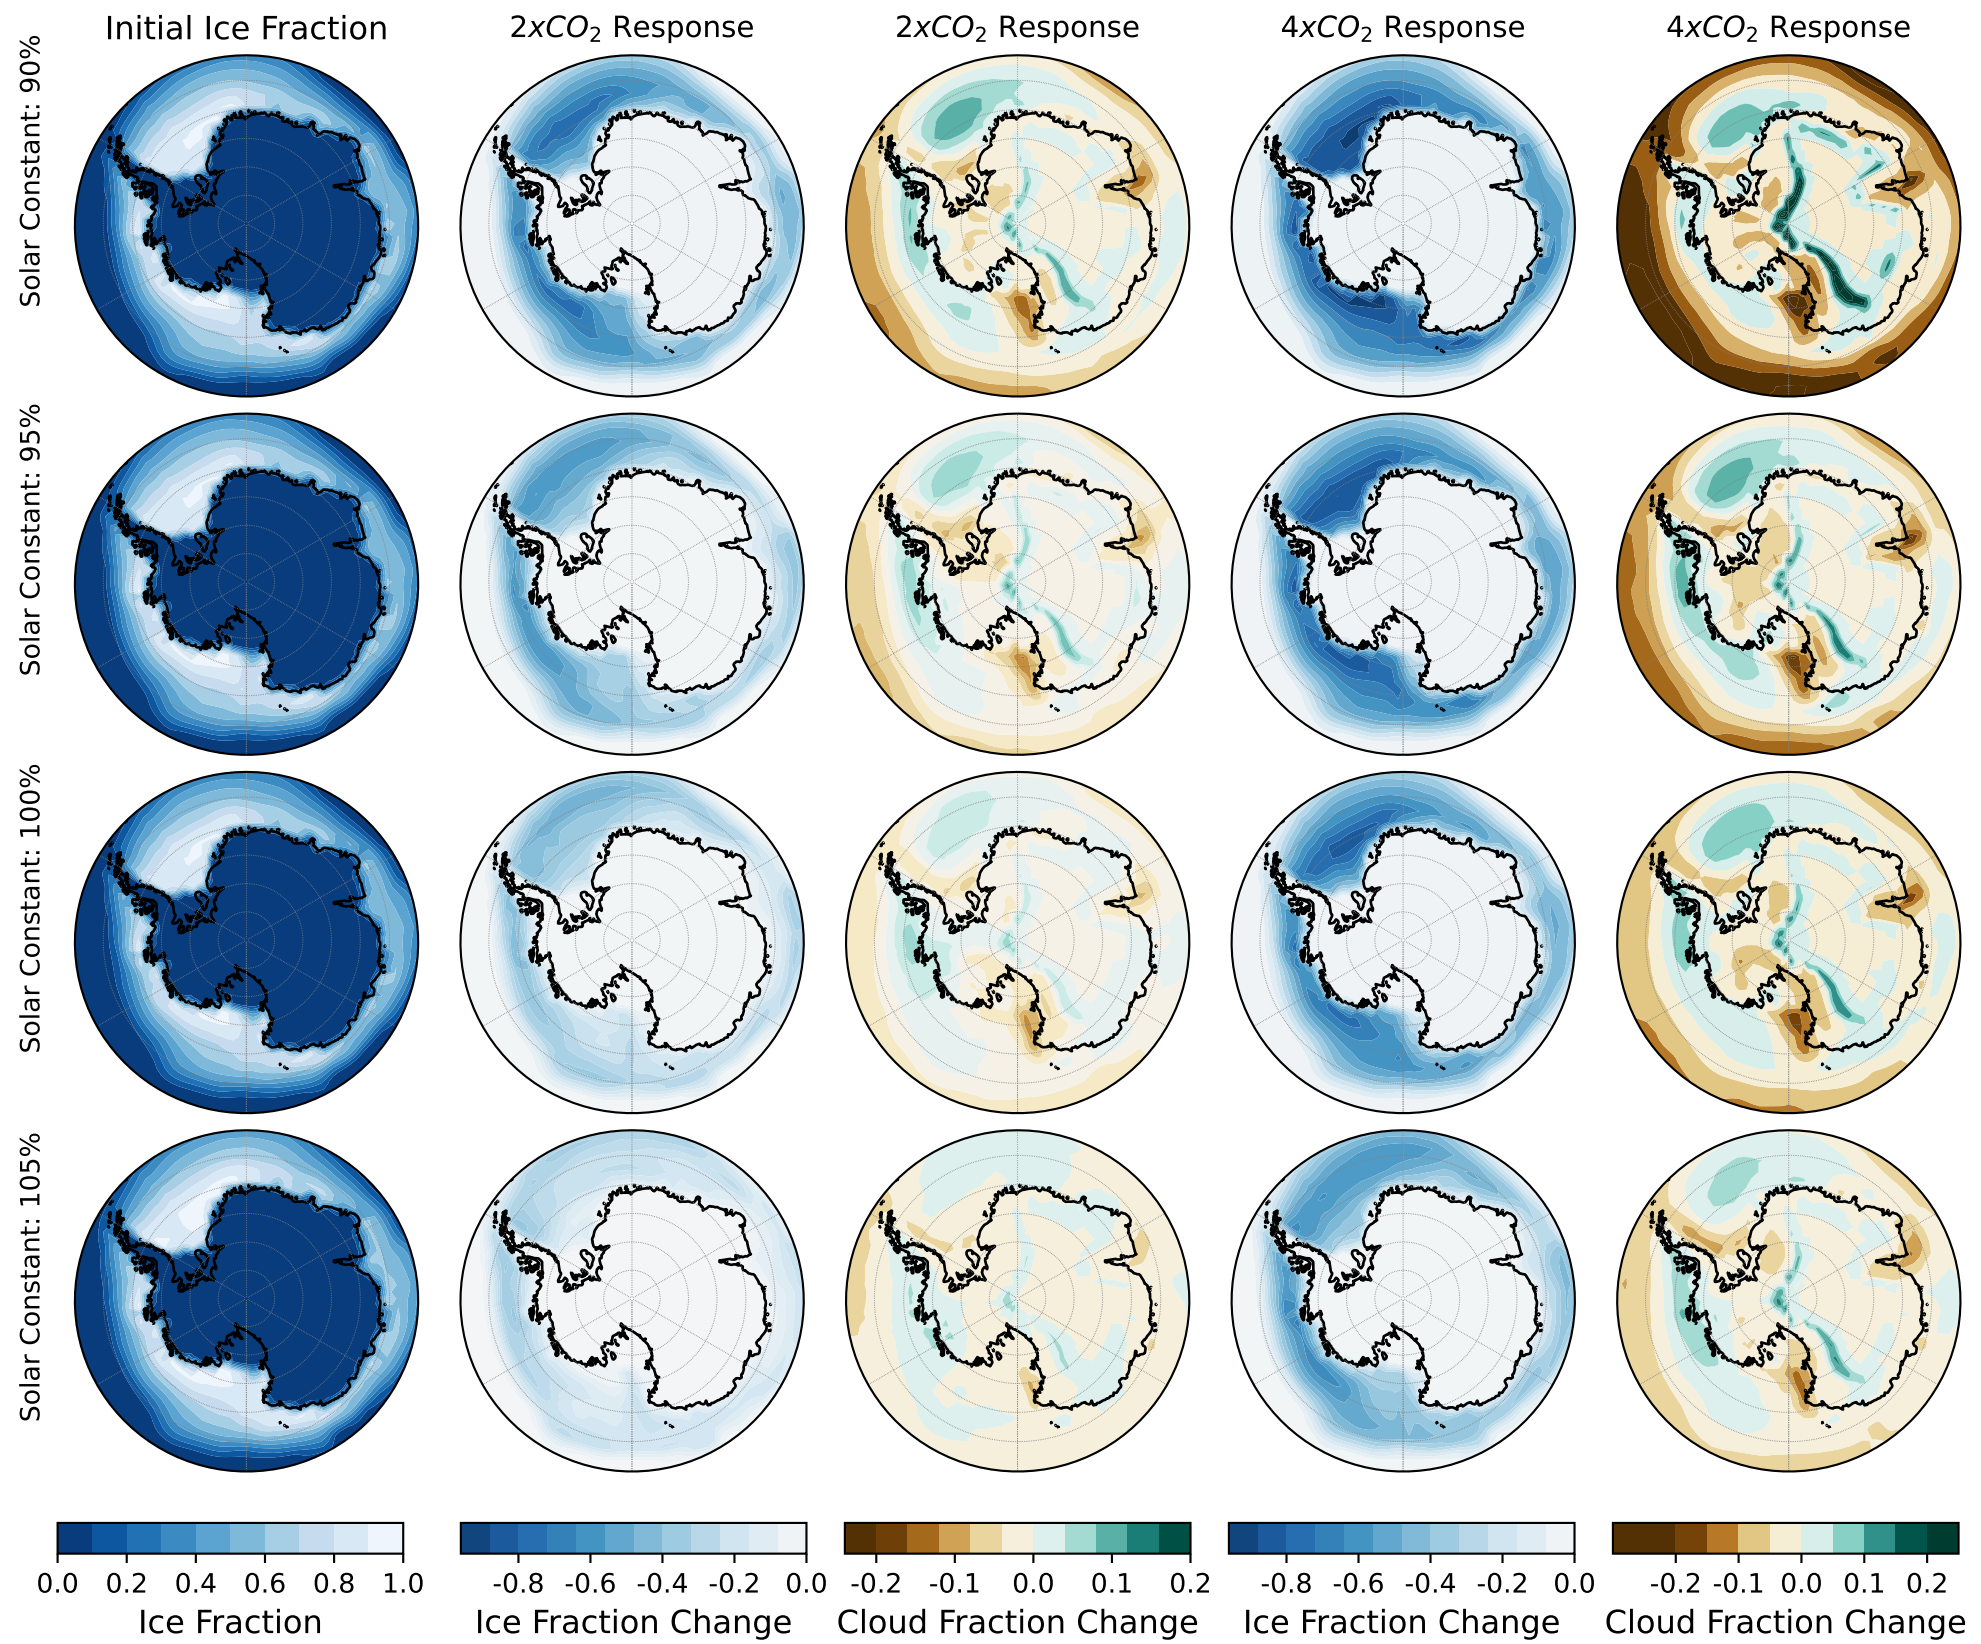 Initial Ice Fraction
2xCO2 Response
2xCO2 Response
4xCO2 Response
4xCO2 Response
Solar Constant: 90%
Solar Constant: 95%
Solar Constant: 100%
Solar Constant: 105%
0.0 0.2 0.4 0.6 0.8 1.0
Ice Fraction
-0.8 -0.6 -0.4 -0.2 0.0
Ice Fraction Change
-0.2 -0.1 0.0 0.1 0.2
Cloud Fraction Change
-0.8 -0.6 -0.4 -0.2 0.0
Ice Fraction Change
-0.2 -0.1 0.0 0.1 0.2
Cloud Fraction Change